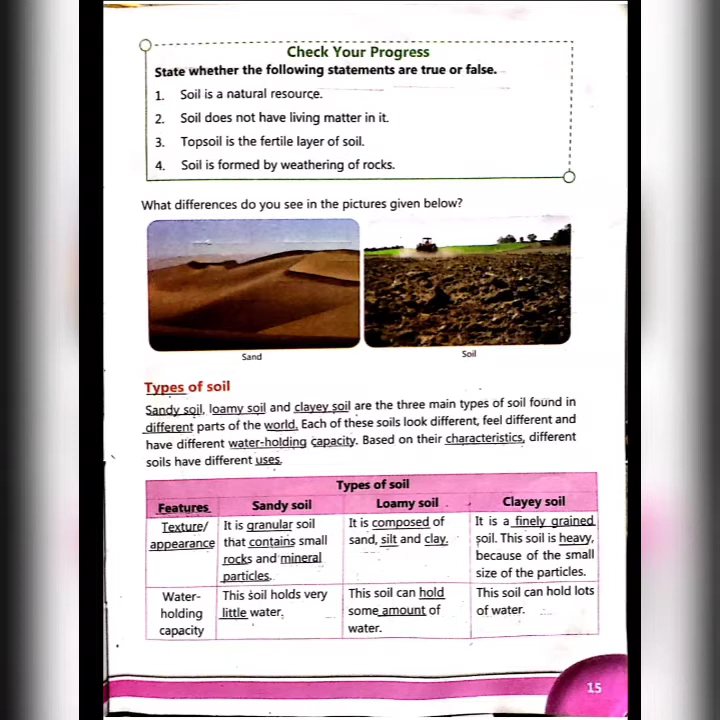 Check Your Progress
State whether the following statements are true or false.
1. Soil is a natural resource.
2. Soil does not have living matter in it.
3. Topsoil is the fertile layer of soil.
4. Soil is formed by weathering of rocks.
What differences do you see in the pictures given below?
Sand
Soil
Types of soil
Sandy soil, loamy soil and clayey soil are the three main types of soil found in
different parts of the world. Each of these soils look different, feel different and
have different water-holding capacity. Based on their characteristics, different
soils have different uses.
Types of soil
Features
Sandy soil
Loamy soil
Clayey soil
Texture/
appearance
It is granular soil
that contains small
rocks and mineral
particles.
It is composed of
sand, silt and clay.
It is a finely grained
soil. This soil is heavy,
because of the small
size of the particles.
Water-
holding
capacity
This soil holds very
little water.
This soil can hold
some amount of
water.
This soil can hold lots
of water.
15